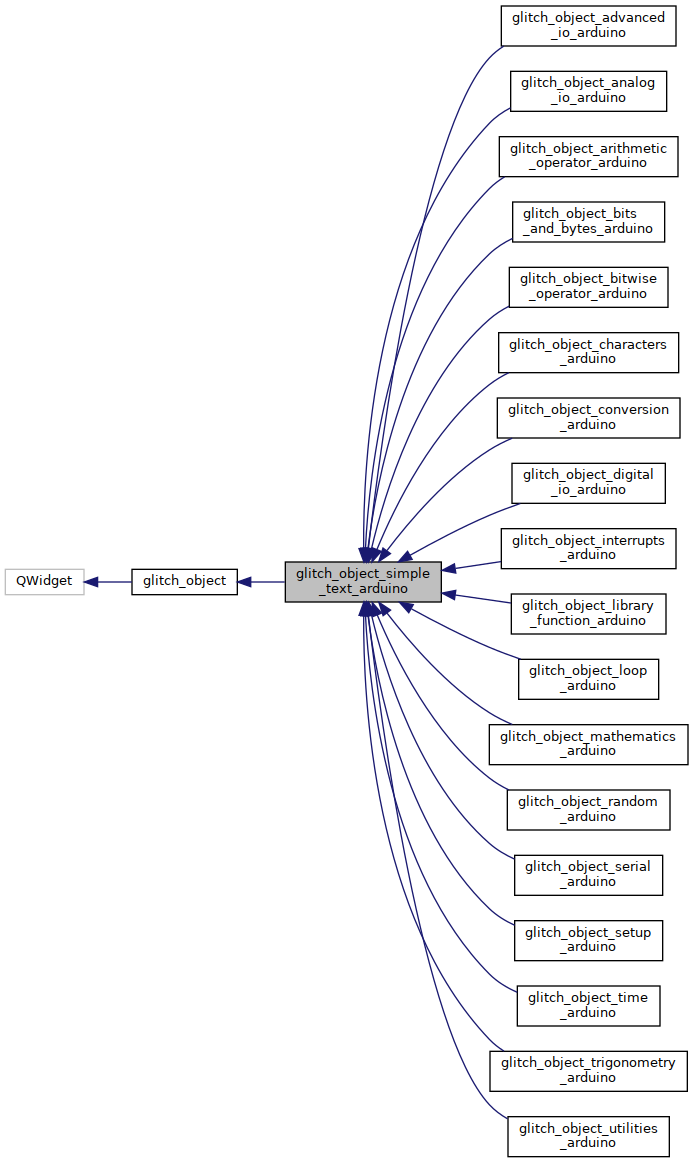 glitch_object_advanced
_io_arduino
glitch_object_analog
_io_arduino
glitch_object_arithmetic
_operator_arduino
glitch_object_bits
_and_bytes_arduino
glitch_object_bitwise
_operator_arduino
glitch_object_characters
_arduino
glitch_object_conversion
_arduino
glitch_object_digital
_io_arduino
glitch_object_interrupts
_arduino
QWidget
glitch_object
glitch_object_simple
_text_arduino
glitch_object_library
_function_arduino
glitch_object_loop
_arduino
glitch_object_mathematics
_arduino
glitch_object_random
_arduino
glitch_object_serial
_arduino
glitch_object_setup
_arduino
glitch_object_time
_arduino
glitch_object_trigonometry
_arduino
glitch_object_utilities
_arduino